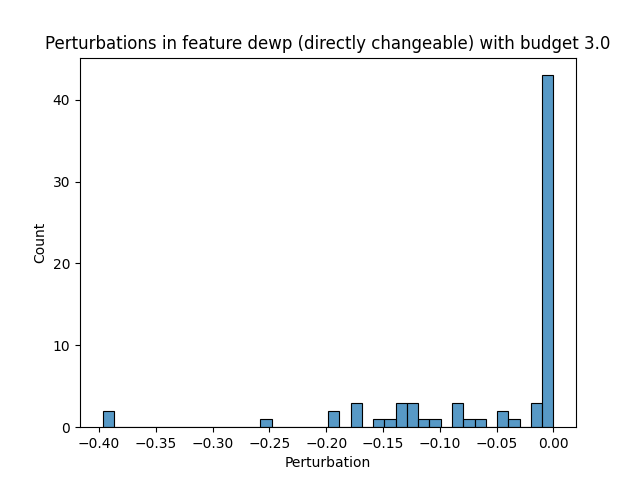 Perturbations in feature dewp (directly changeable) with budget 3.0
Count
40
30
20
10
0
−0.40 −0.35 −0.30 −0.25 −0.20 −0.15 −0.10 −0.05 0.00
Perturbation